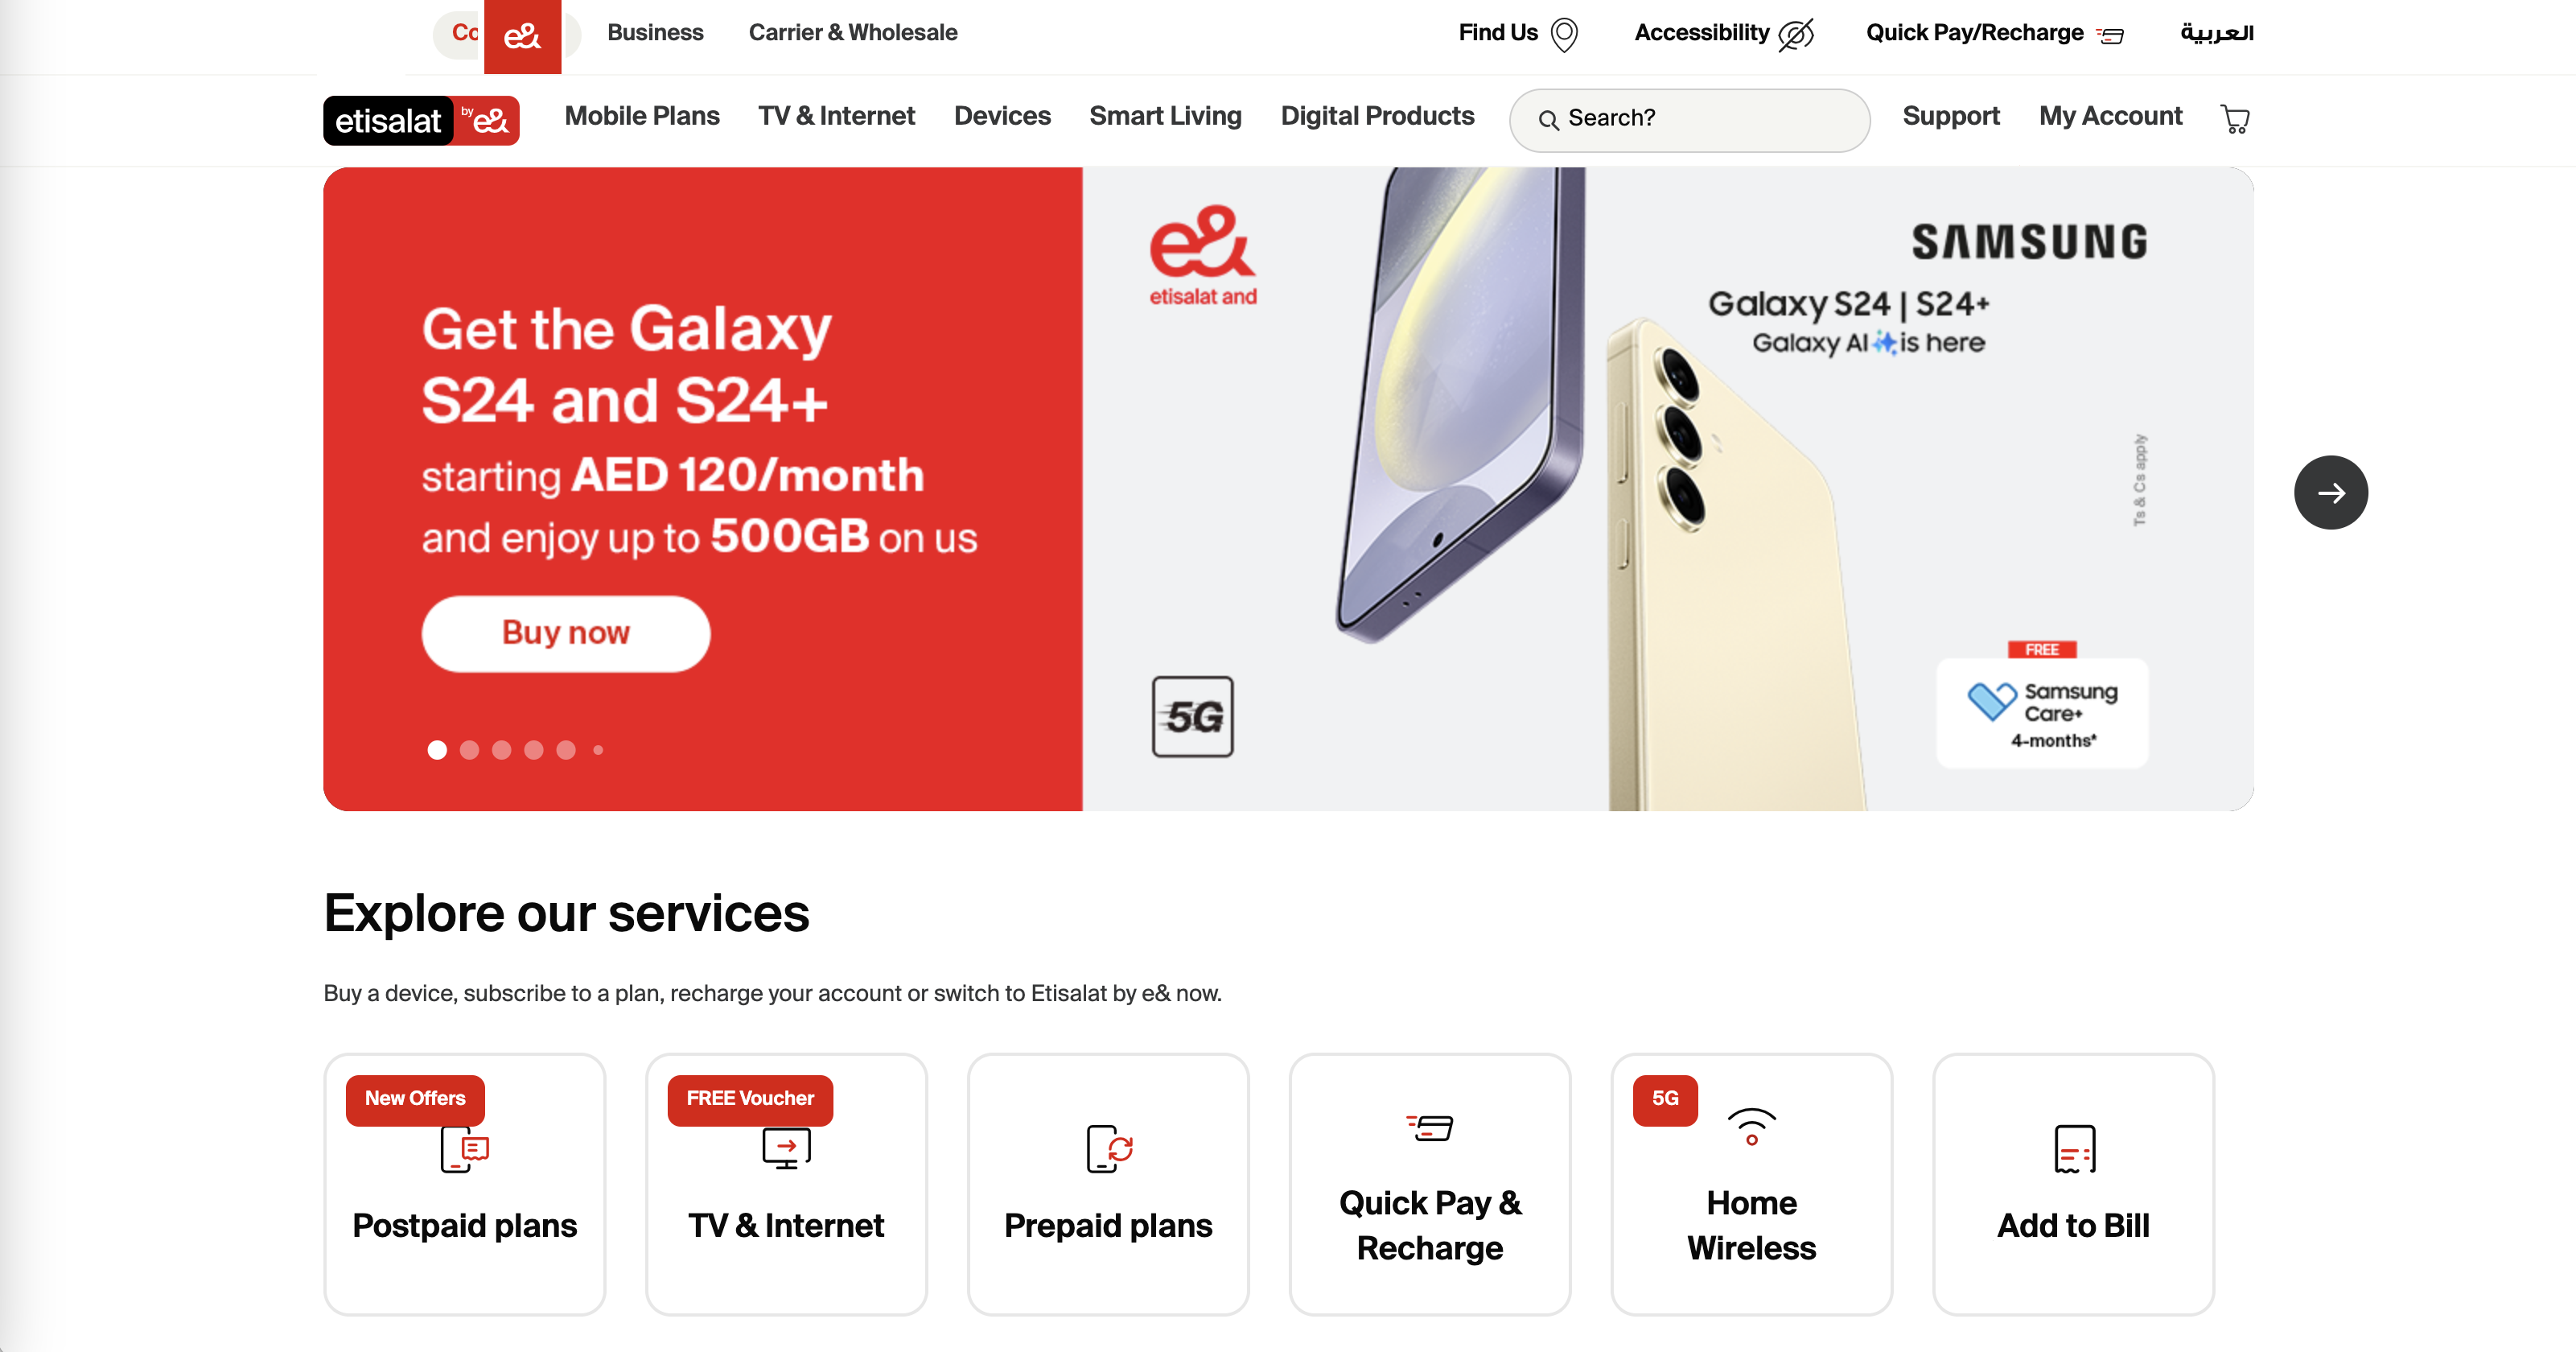 Co
e&
Business
Carrier & Wholesale
Find Us
Accessibility
Quick Pay/Recharge
العربية
etisalat by e&
Mobile Plans
TV & Internet
Devices
Smart Living
Digital Products
Search?
Support
My Account
Get the Galaxy
S24 and S24+
starting AED 120/month
and enjoy up to 500GB on us
Buy now
e&
etisalat and
5G
SAMSUNG
Galaxy S24 | S24+
Galaxy AI is here
Ts & Cs apply
FREE
Samsung
Care+
4-months*
Explore our services
Buy a device, subscribe to a plan, recharge your account or switch to Etisalat by e& now.
New Offers
Postpaid plans
FREE Voucher
TV & Internet
Prepaid plans
Quick Pay &
Recharge
5G
Home
Wireless
Add to Bill